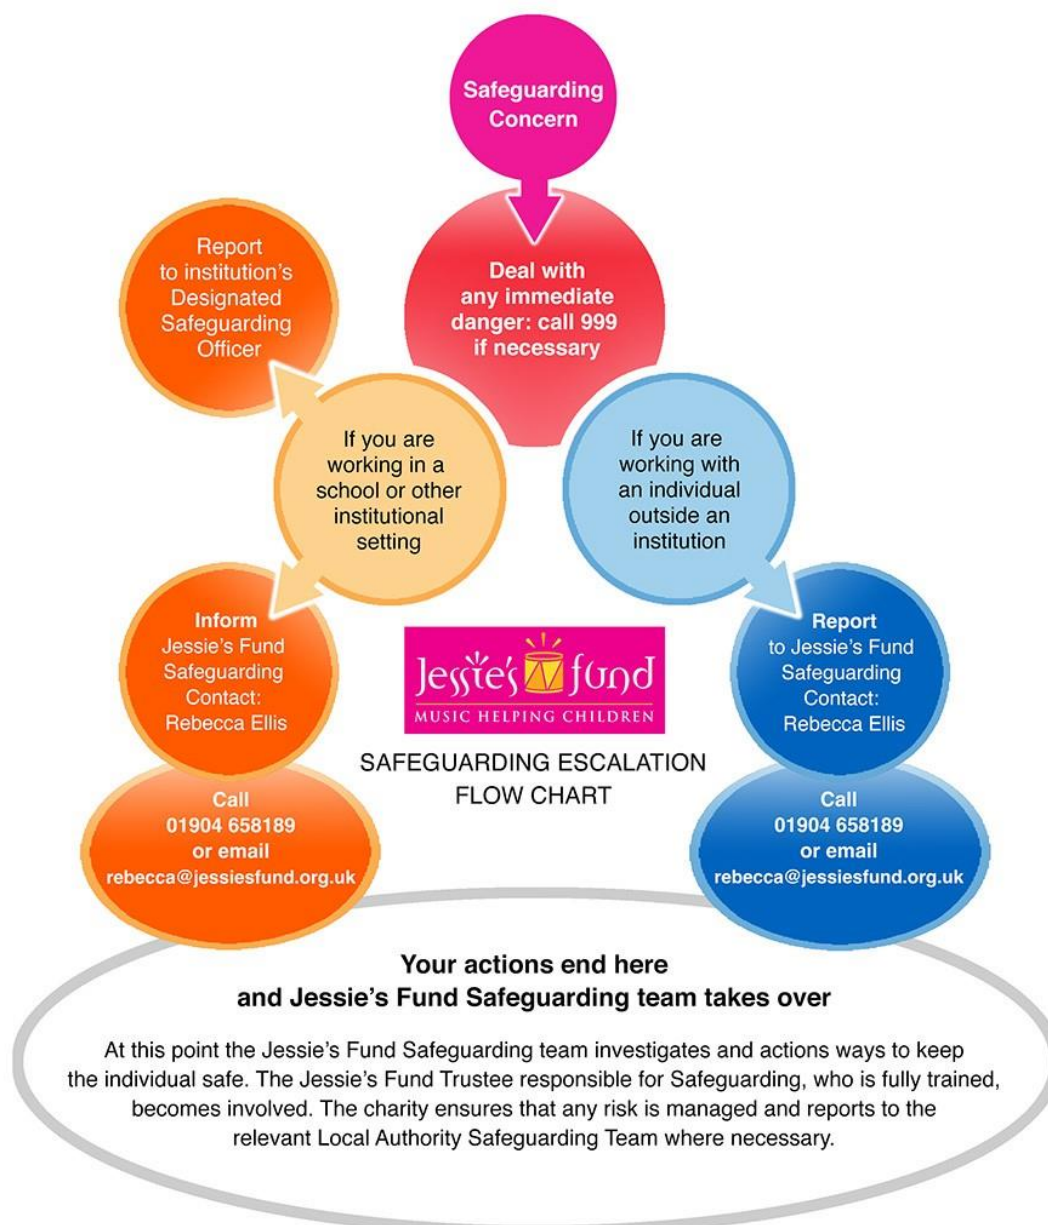 Safeguarding
Concern
Deal with
any immediate
danger: call 999
if necessary
Report
to institution’s
Designated
Safeguarding
Officer
If you are
working in a
school or other
institutional
setting
If you are
working with
an individual
outside an
institution
Inform
Jessie’s Fund
Safeguarding
Contact:
Rebecca Ellis
Call
01904 658189
or email
rebecca@jessiesfund.org.uk
Jessie's fund
MUSIC HELPING CHILDREN
SAFEGUARDING ESCALATION
FLOW CHART
Report
to Jessie’s Fund
Safeguarding
Contact:
Rebecca Ellis
Call
01904 658189
or email
rebecca@jessiesfund.org.uk
Your actions end here
and Jessie’s Fund Safeguarding team takes over
At this point the Jessie’s Fund Safeguarding team investigates and actions ways to keep
the individual safe. The Jessie’s Fund Trustee responsible for Safeguarding, who is fully trained,
becomes involved. The charity ensures that any risk is managed and reports to the
relevant Local Authority Safeguarding Team where necessary.